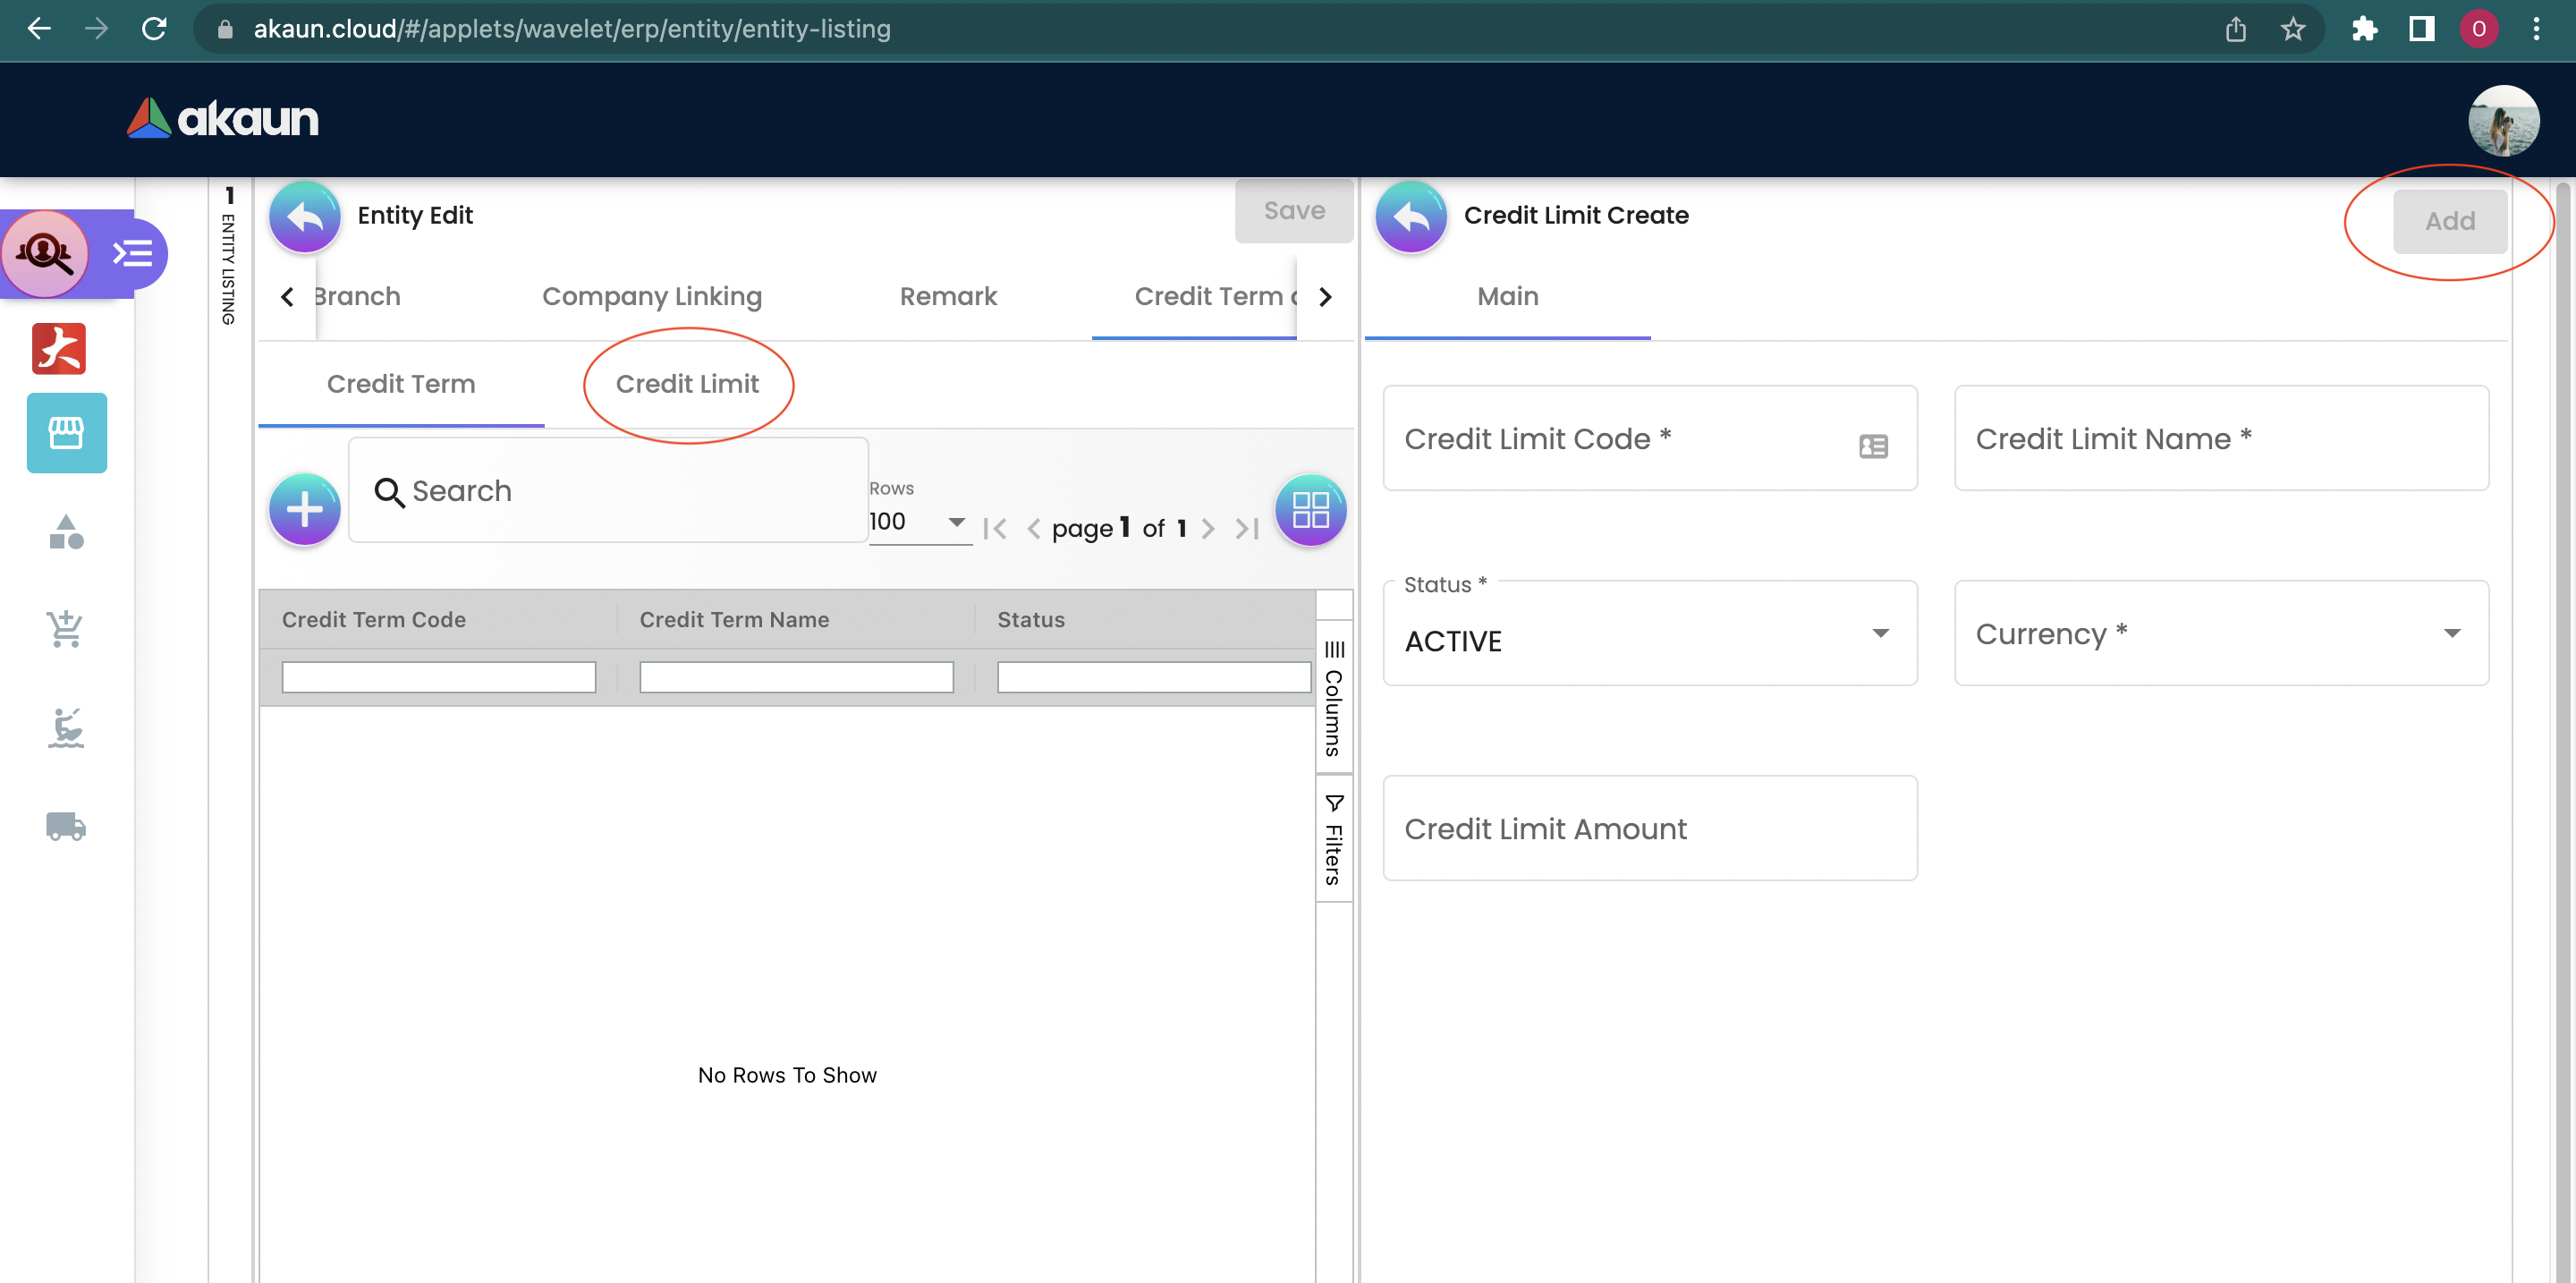 akaun.cloud/#/applets/wavelet/erp/entity/entity-listing
O
akaun
1
ENTITY LISTING
Entity Edit
Save
Branch
Company Linking
Remark
Credit Term
Credit Term
Credit Limit
Search
Rows
100
page 1 of 1
Credit Term Code
Credit Term Name
Status
Columns
Filters
No Rows To Show
Credit Limit Create
Add
Main
Credit Limit Code *
Credit Limit Name *
Status *
ACTIVE
Currency *
Credit Limit Amount